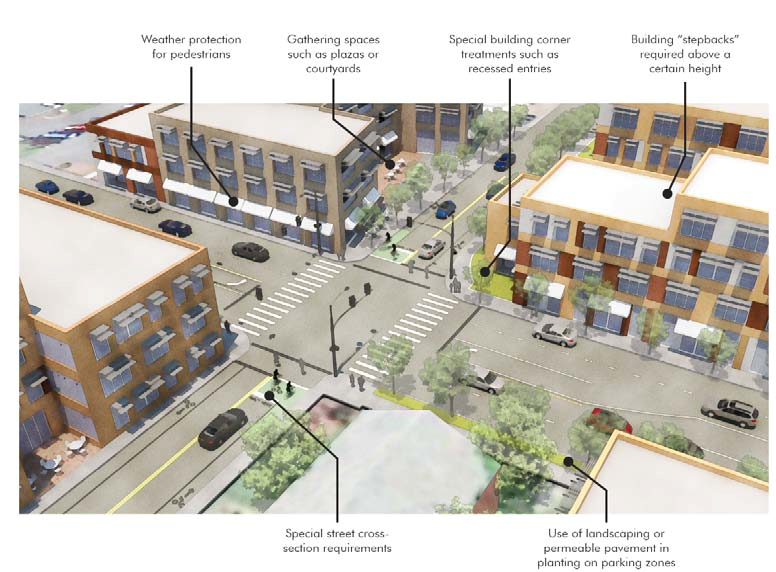 Weather protection
for pedestrians
Gathering spaces
such as plazas or
courtyards
Special building corner
treatments such as
recessed entries
Building “stepbacks”
required above a
certain height
Special street cross-
section requirements
Use of landscaping or
permeable pavement in
planting on parking zones